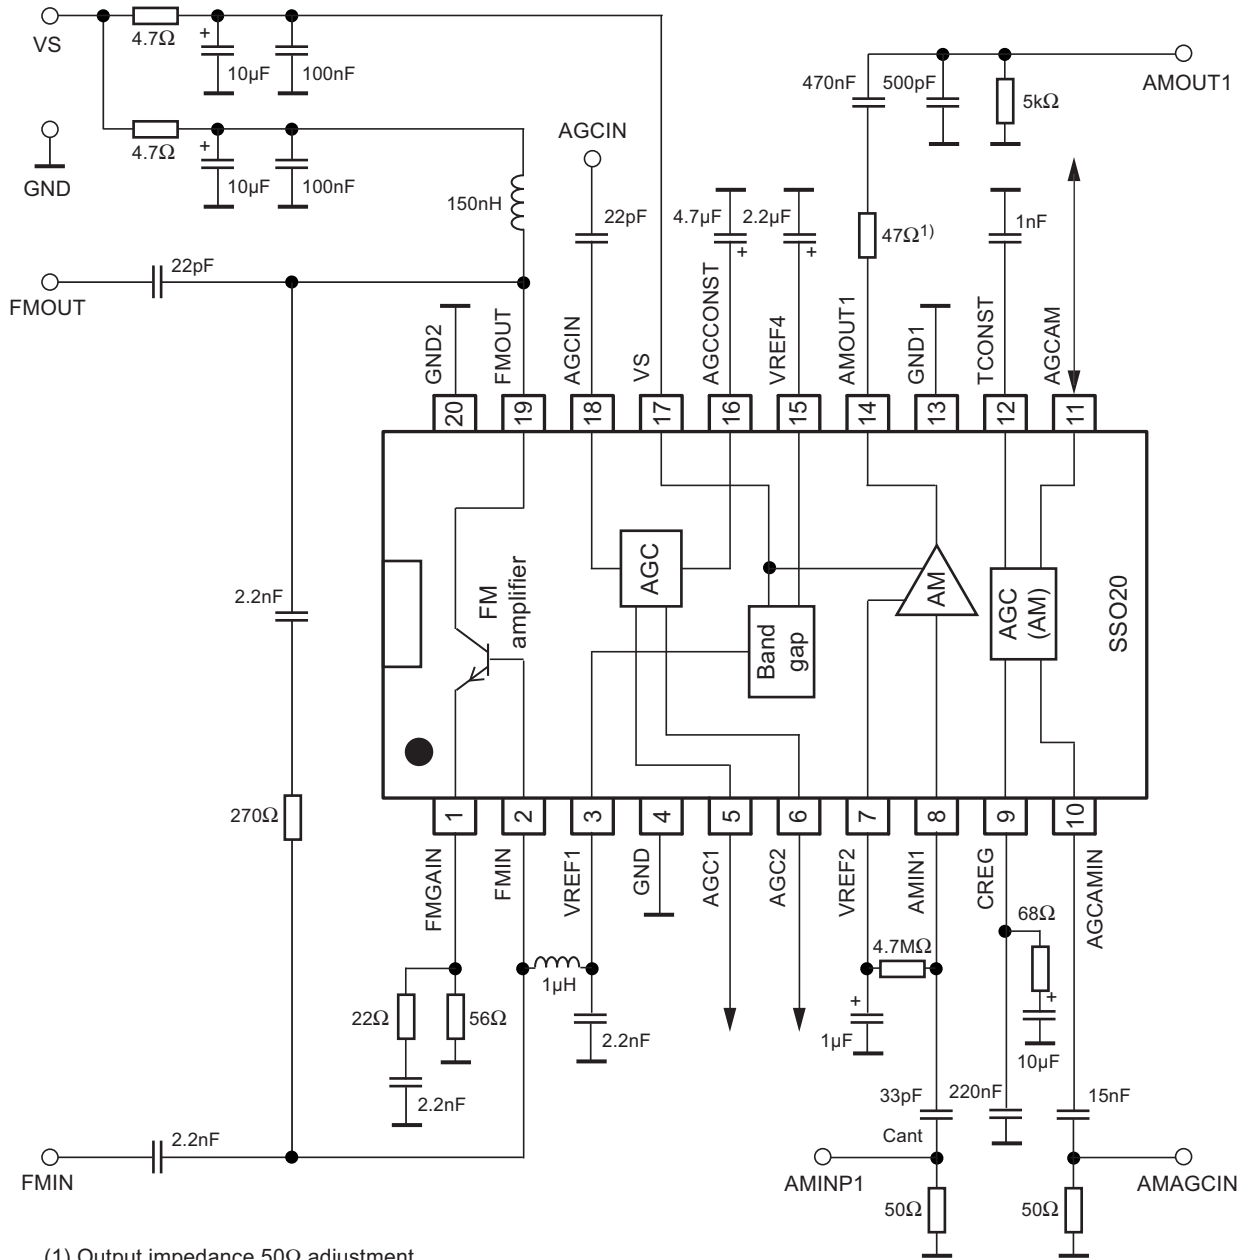 VS
4.7Ω
+
10μF
100nF
470nF
500pF
5kΩ
AMOUT1
GND
4.7Ω
+
10μF
100nF
AGCIN
150nH
22pF
4.7μF
+
2.2μF
+
47Ω1)
1nF
FMOUT
22pF
GND2
FMOUT
AGCIN
VS
AGCCONST
VREF4
AMOUT1
GND1
TCONST
AGCAM
20
19
18
17
16
15
14
13
12
11
FM
amplifier
AGC
Band
gap
AM
AGC
(AM)
SSO20
2.2nF
270Ω
1
2
3
4
5
6
7
8
9
10
FMGAIN
FMIN
VREF1
GND
AGC1
AGC2
VREF2
AMIN1
CREG
AGCAMIN
68Ω
4.7MΩ
1μH
22Ω
56Ω
2.2nF
+
1μF
+
10μF
2.2nF
33pF
Cant
220nF
15nF
2.2nF
FMIN
AMINP1
AMAGCIN
50Ω
50Ω
(1) Output impedance 50Ω adjustment